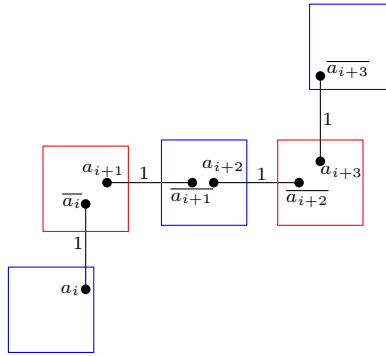 $\overline{a_{i+3}}$
1
$a_{i+1}$ 1 $a_{i+2}$ 1 $a_{i+3}$
$\overline{a_i}$ $\overline{a_{i+1}}$ $\overline{a_{i+2}}$
1
$a_i$